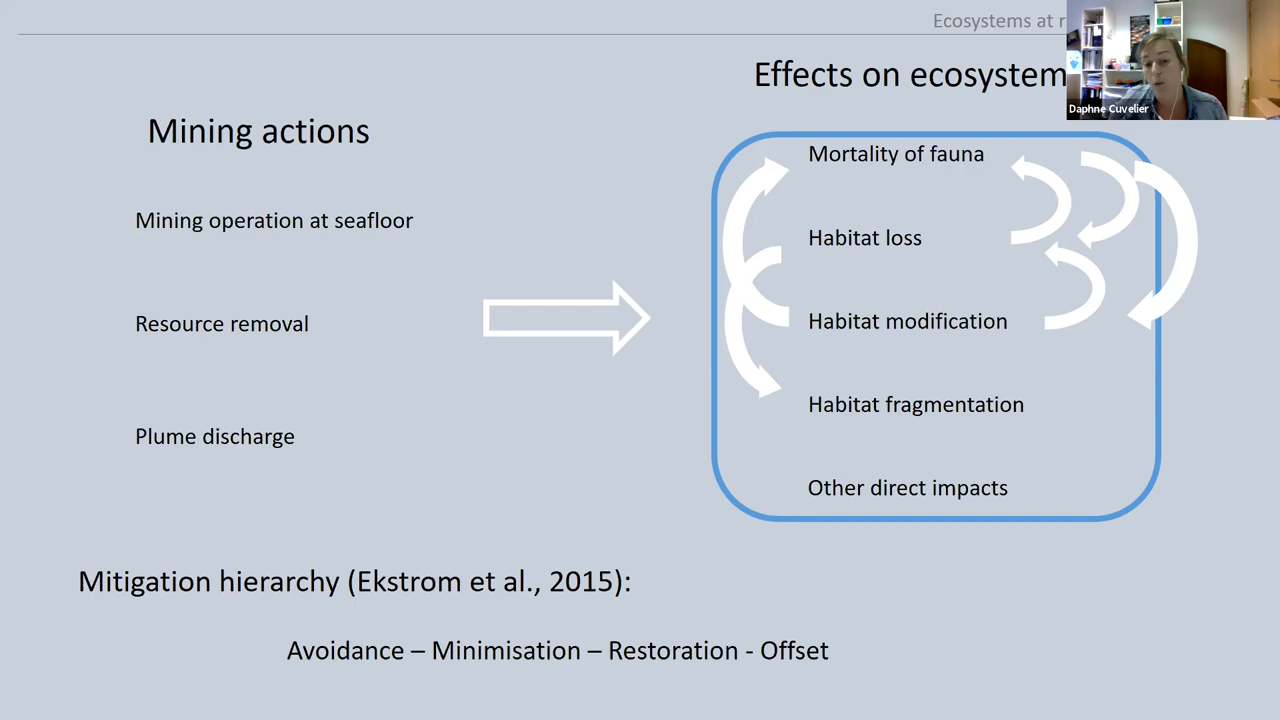 Ecosystems at
Effects on ecosystem
Daphne Cuvelier
Mining actions
Mining operation at seafloor
Resource removal
Plume discharge
Mortality of fauna
Habitat loss
Habitat modification
Habitat fragmentation
Other direct impacts
Mitigation hierarchy (Ekstrom et al., 2015):
Avoidance – Minimisation – Restoration - Offset